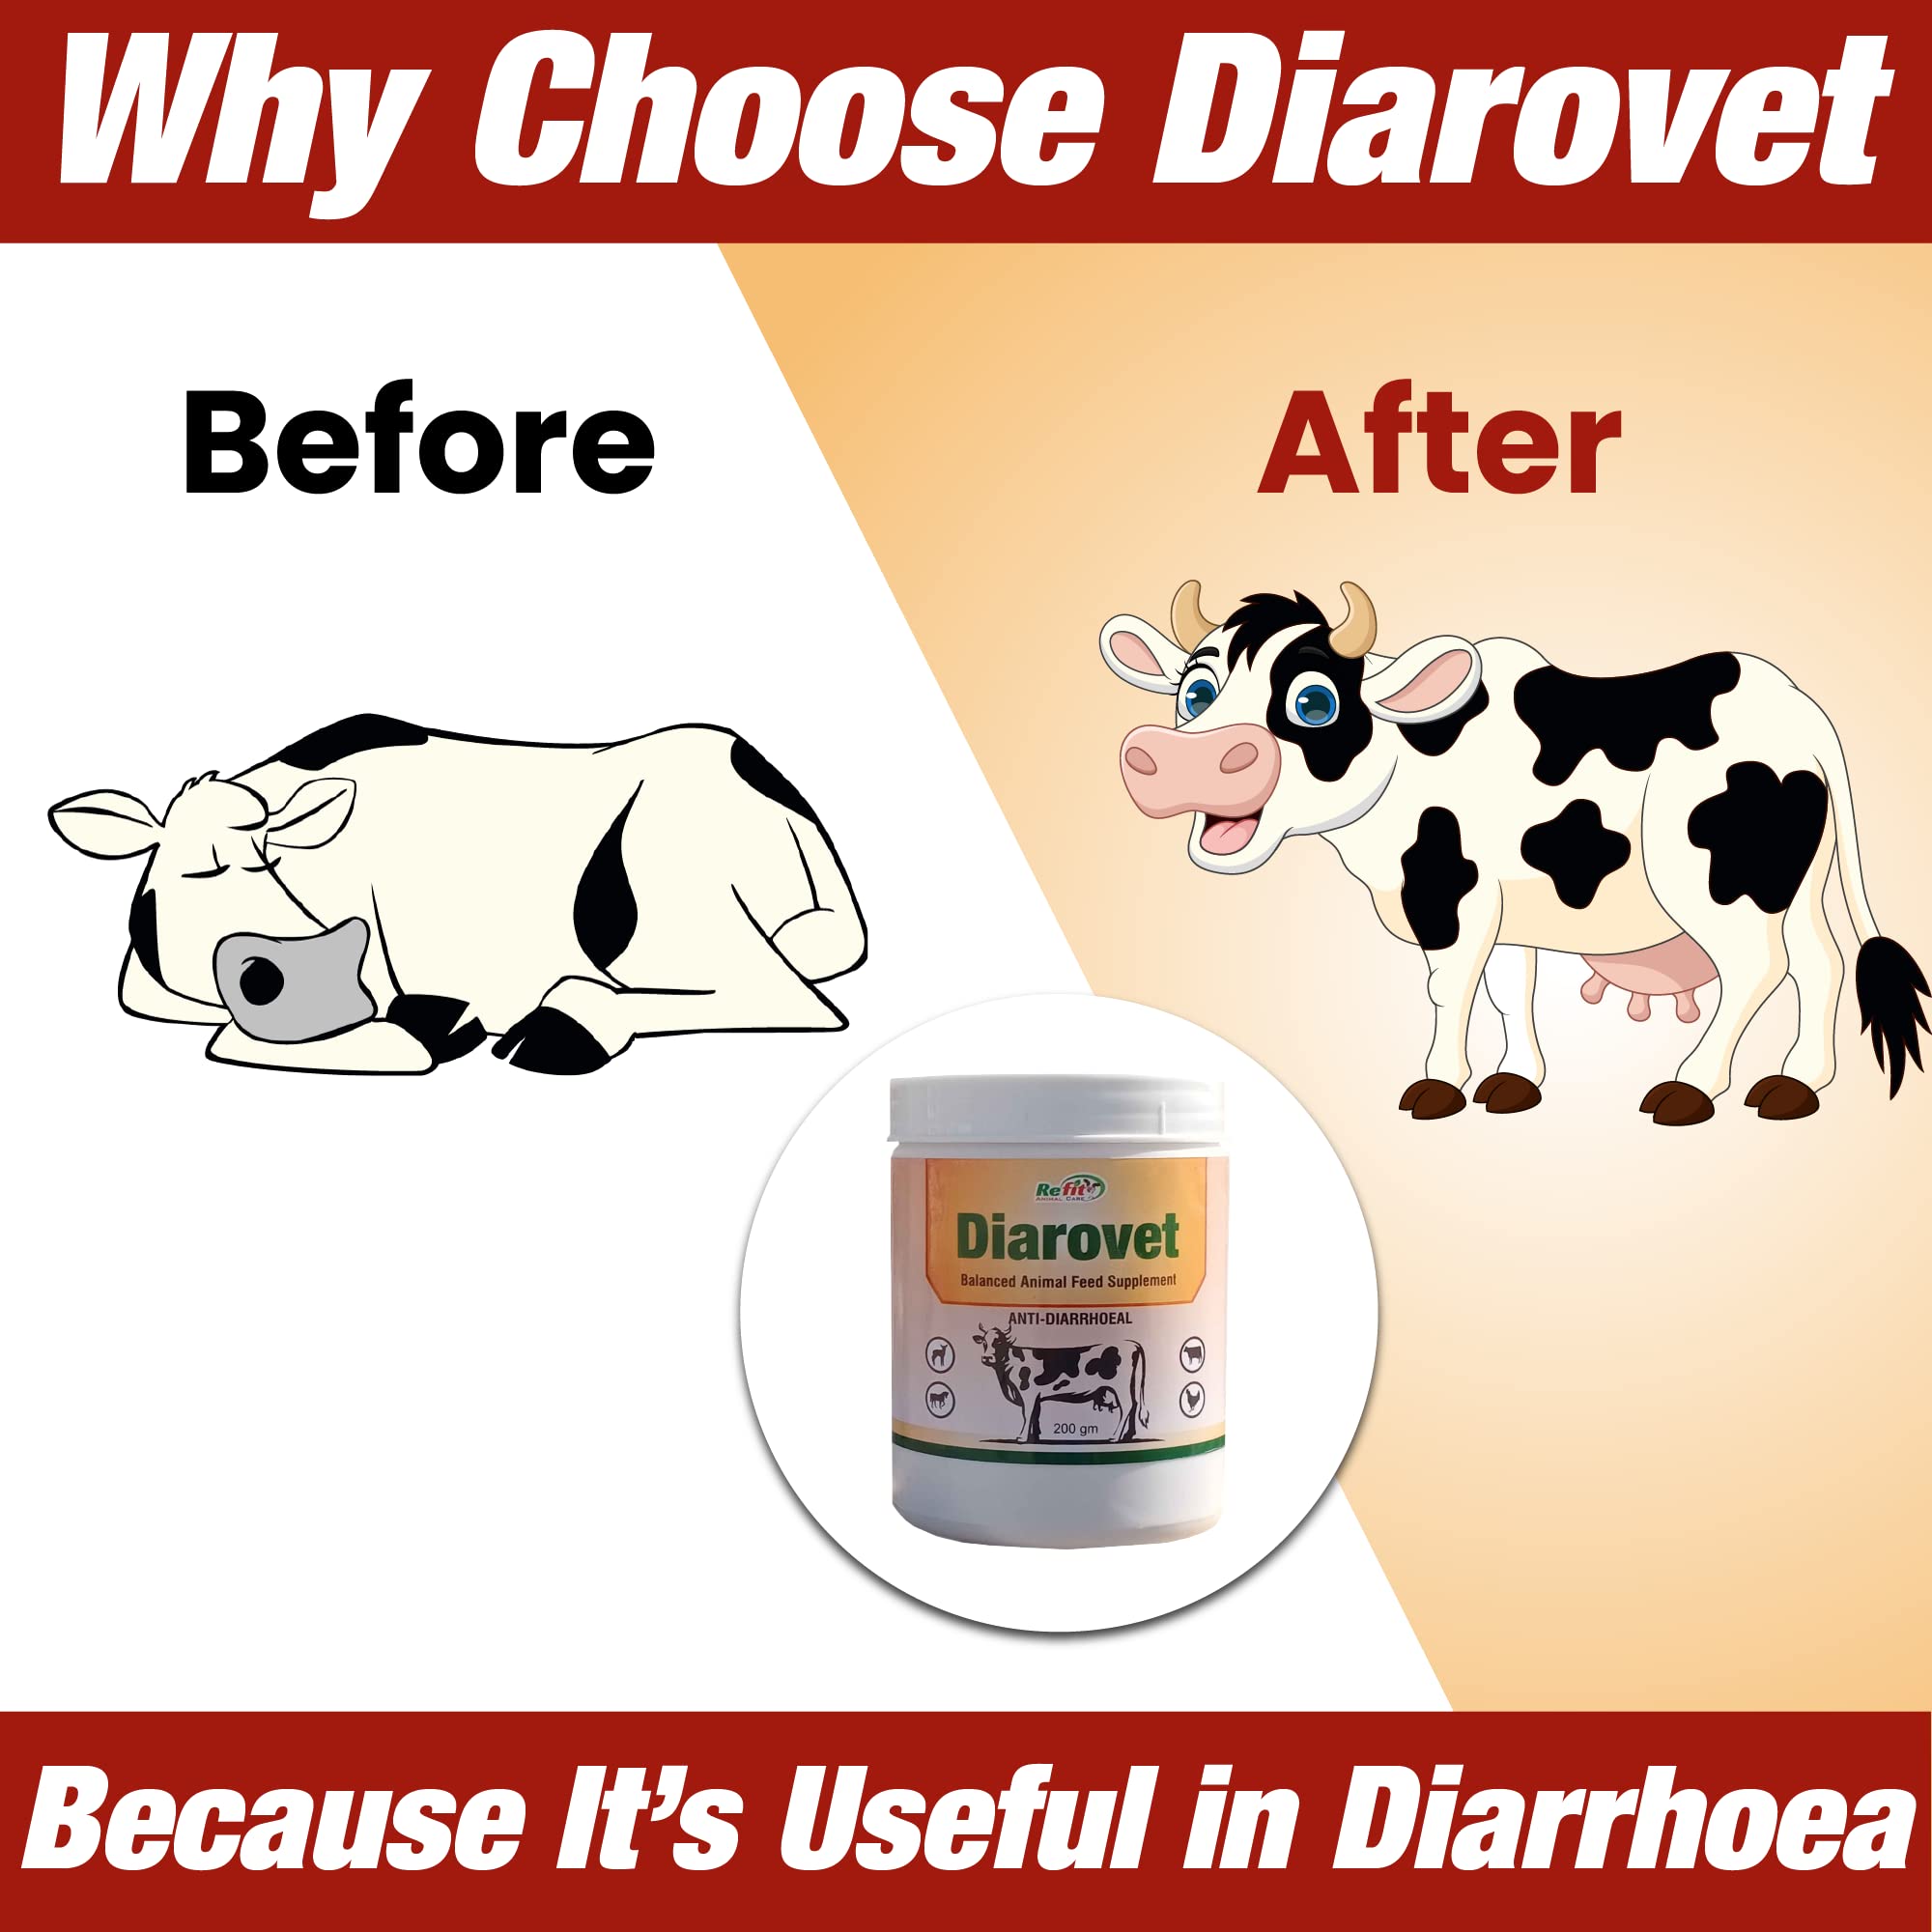 Why Choose Diarovet
Before
After
Refit
ANIMAL CARE
Diarovet
Balanced Animal Feed Supplement
ANTI-DIARRHOEAL
200 gm
Because It's Useful in Diarrhoea